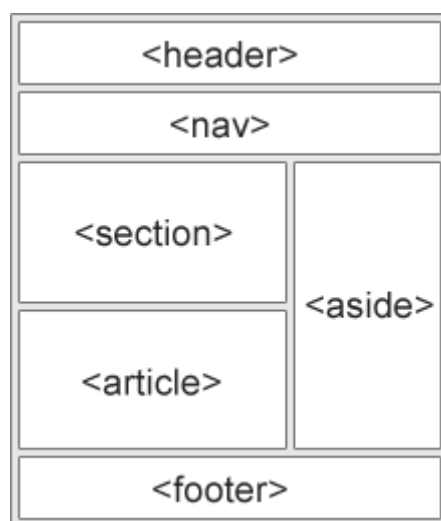 <header>
<nav>
<section>
<aside>
<article>
<footer>